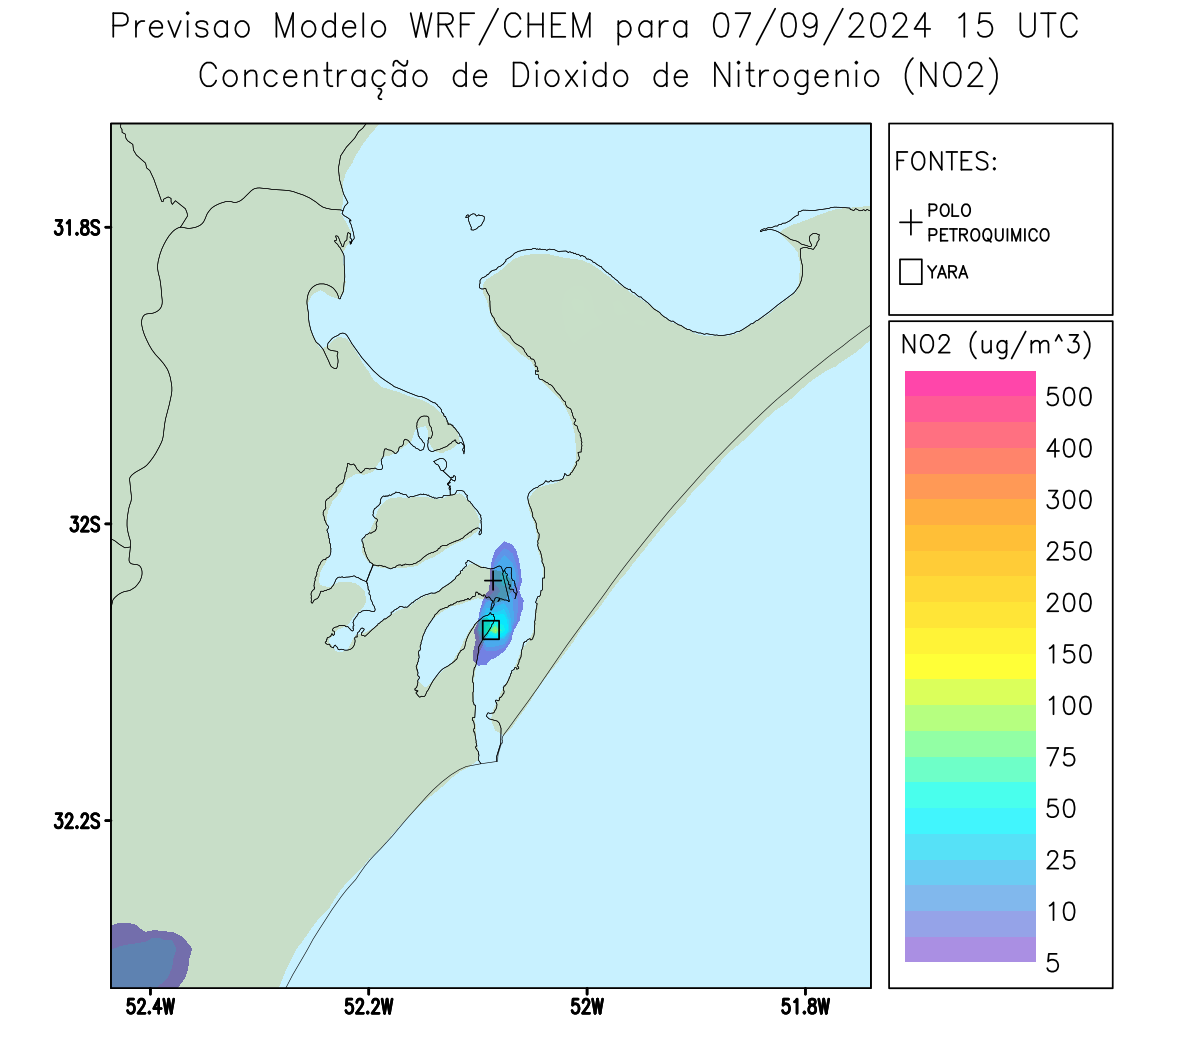 Previsao Modelo WRF/CHEM para 07/09/2024 15 UTC
Concentração de Dioxido de Nitrogenio (NO2)
FONTES:
POLO
PETROQUIMICO
YARA
31.8S
32S
32.2S
52.4W
52.2W
52W
51.8W
NO2 (ug/m^3)
500
400
300
250
200
150
100
75
50
25
10
5